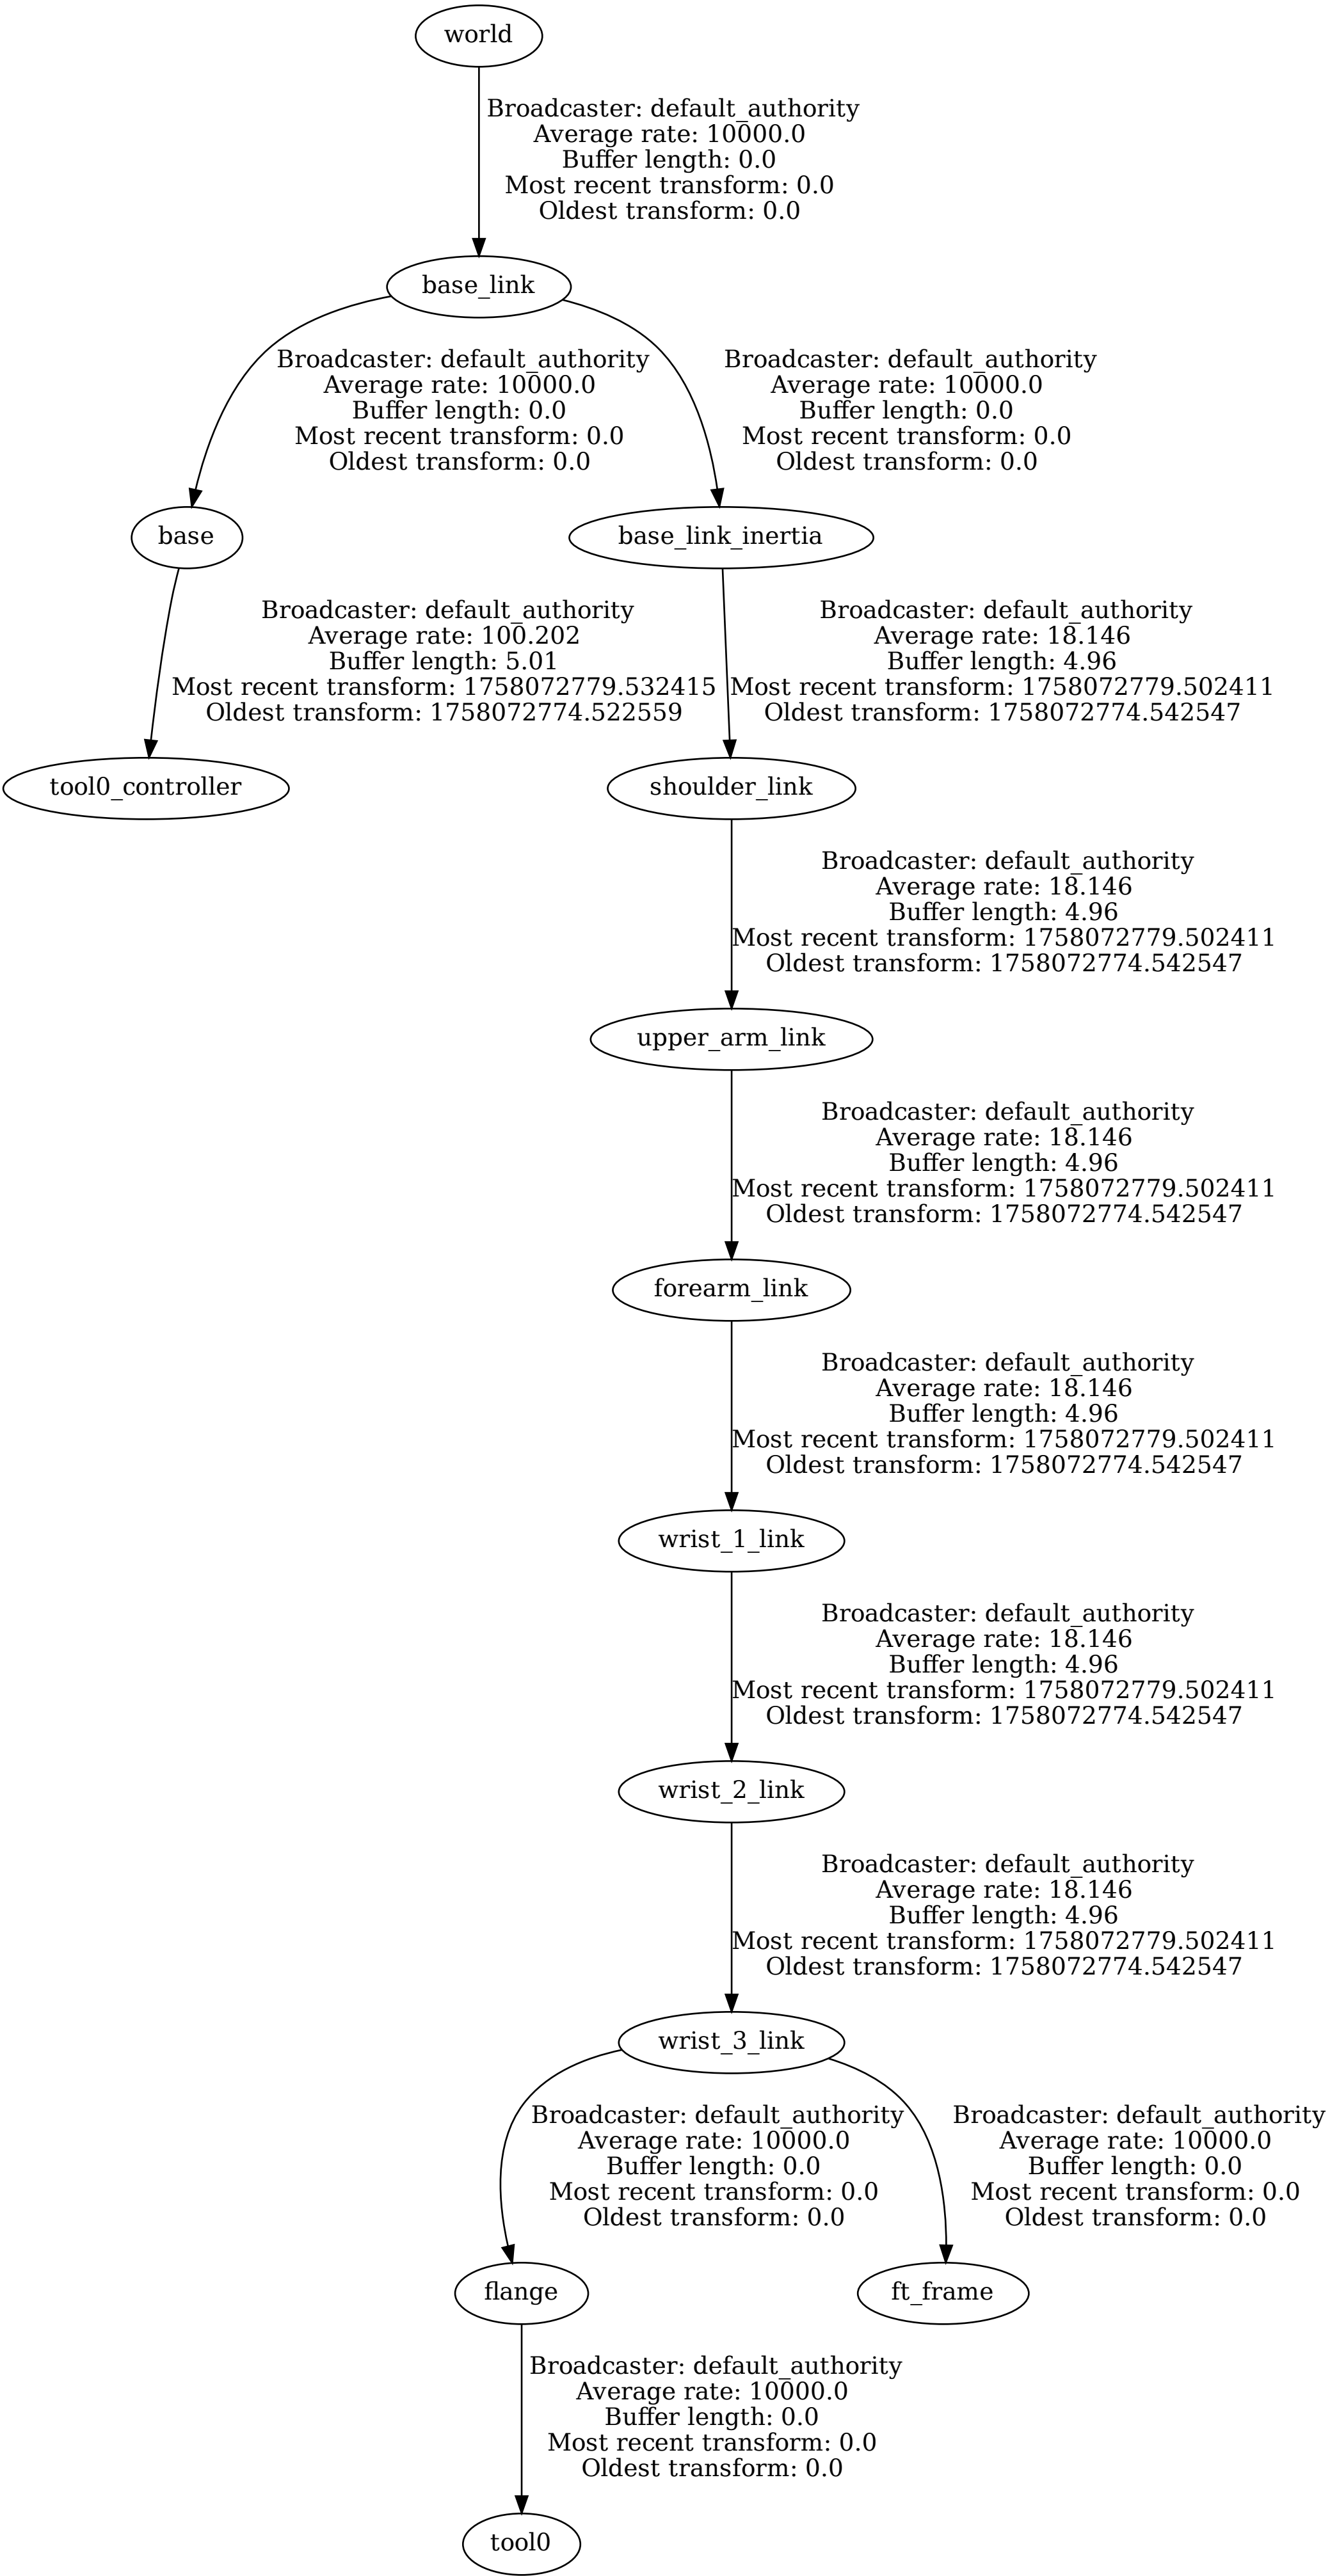 world
Broadcaster: default_authority
Average rate: 10000.0
Buffer length: 0.0
Most recent transform: 0.0
Oldest transform: 0.0
base_link
Broadcaster: default_authority
Average rate: 10000.0
Buffer length: 0.0
Most recent transform: 0.0
Oldest transform: 0.0
Broadcaster: default_authority
Average rate: 10000.0
Buffer length: 0.0
Most recent transform: 0.0
Oldest transform: 0.0
base
base_link_inertia
Broadcaster: default_authority
Average rate: 100.202
Buffer length: 5.01
Most recent transform: 1758072779.532415
Oldest transform: 1758072774.522559
Broadcaster: default_authority
Average rate: 18.146
Buffer length: 4.96
Most recent transform: 1758072779.502411
Oldest transform: 1758072774.542547
tool0_controller
shoulder_link
Broadcaster: default_authority
Average rate: 18.146
Buffer length: 4.96
Most recent transform: 1758072779.502411
Oldest transform: 1758072774.542547
upper_arm_link
Broadcaster: default_authority
Average rate: 18.146
Buffer length: 4.96
Most recent transform: 1758072779.502411
Oldest transform: 1758072774.542547
forearm_link
Broadcaster: default_authority
Average rate: 18.146
Buffer length: 4.96
Most recent transform: 1758072779.502411
Oldest transform: 1758072774.542547
wrist_1_link
Broadcaster: default_authority
Average rate: 18.146
Buffer length: 4.96
Most recent transform: 1758072779.502411
Oldest transform: 1758072774.542547
wrist_2_link
Broadcaster: default_authority
Average rate: 18.146
Buffer length: 4.96
Most recent transform: 1758072779.502411
Oldest transform: 1758072774.542547
wrist_3_link
Broadcaster: default_authority
Average rate: 10000.0
Buffer length: 0.0
Most recent transform: 0.0
Oldest transform: 0.0
Broadcaster: default_authority
Average rate: 10000.0
Buffer length: 0.0
Most recent transform: 0.0
Oldest transform: 0.0
flange
ft_frame
Broadcaster: default_authority
Average rate: 10000.0
Buffer length: 0.0
Most recent transform: 0.0
Oldest transform: 0.0
tool0